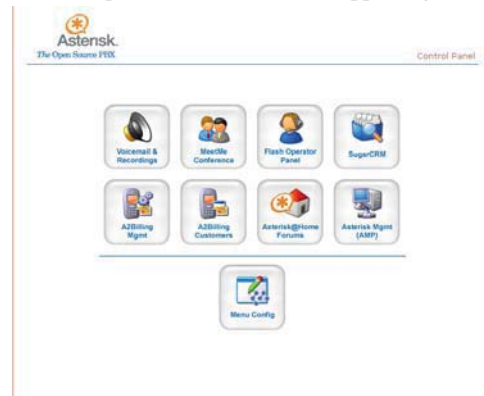 Asterisk.
The Open Source PBX
Control Panel
Voicemail &
Recordings
MeetMe
Conference
Flash Operator
Panel
SugarCRM
A2Billing
Mgmt
A2Billing
Customers
Asterisk@Home
Forums
Asterisk Mgmt
(AMP)
Menu Config